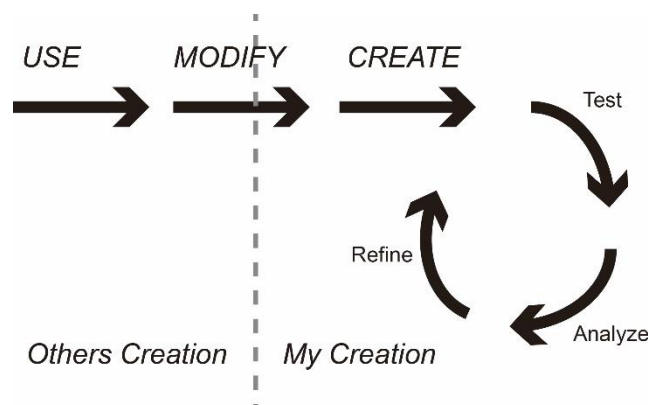 USE
MODIFY
CREATE
Test
Refine
Analyze
Others Creation
My Creation